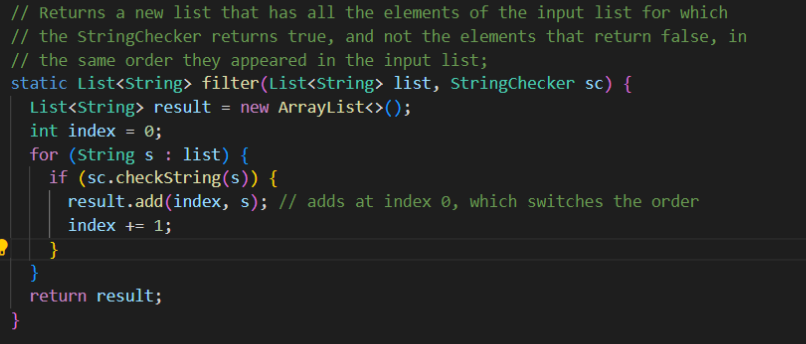 // Returns a new list that has all the elements of the input list for which
// the StringChecker returns true, and not the elements that return false, in
// the same order they appeared in the input list;
static List<String> filter(List<String> list, StringChecker sc) {
  List<String> result = new ArrayList<>();
  int index = 0;
  for (String s : list) {
    if (sc.checkString(s)) {
      result.add(index, s); // adds at index 0, which switches the order
      index += 1;
    }
  }
  return result;
}